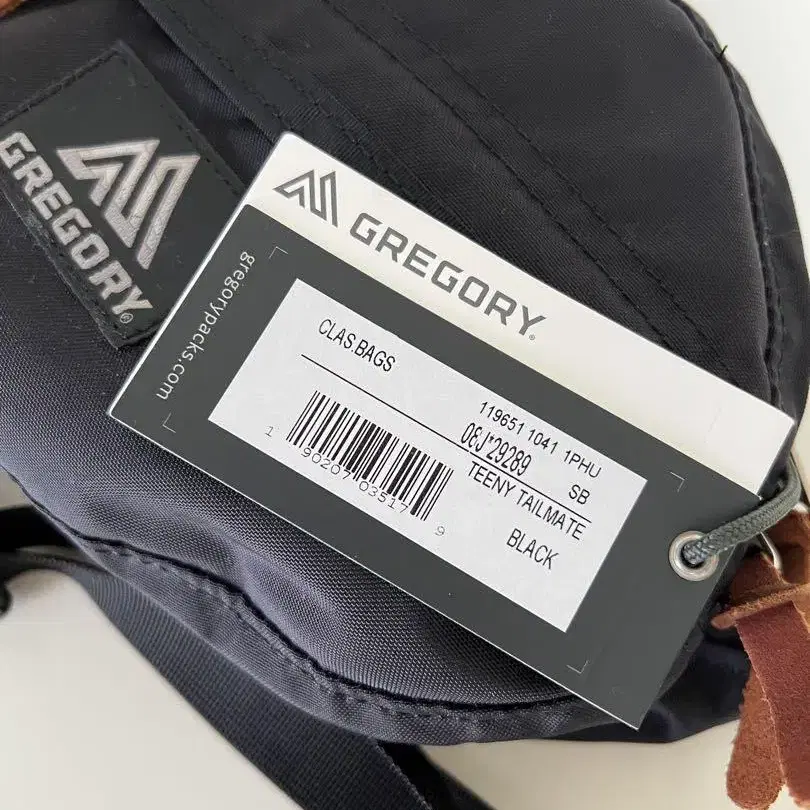 GREGORY®
GREGORY®
gregorypacks.com
CLAS.BAGS
119651 1041 1PHU
08J*29289 SB
TEENY TAILMATE
BLACK
1 90207 03517 9